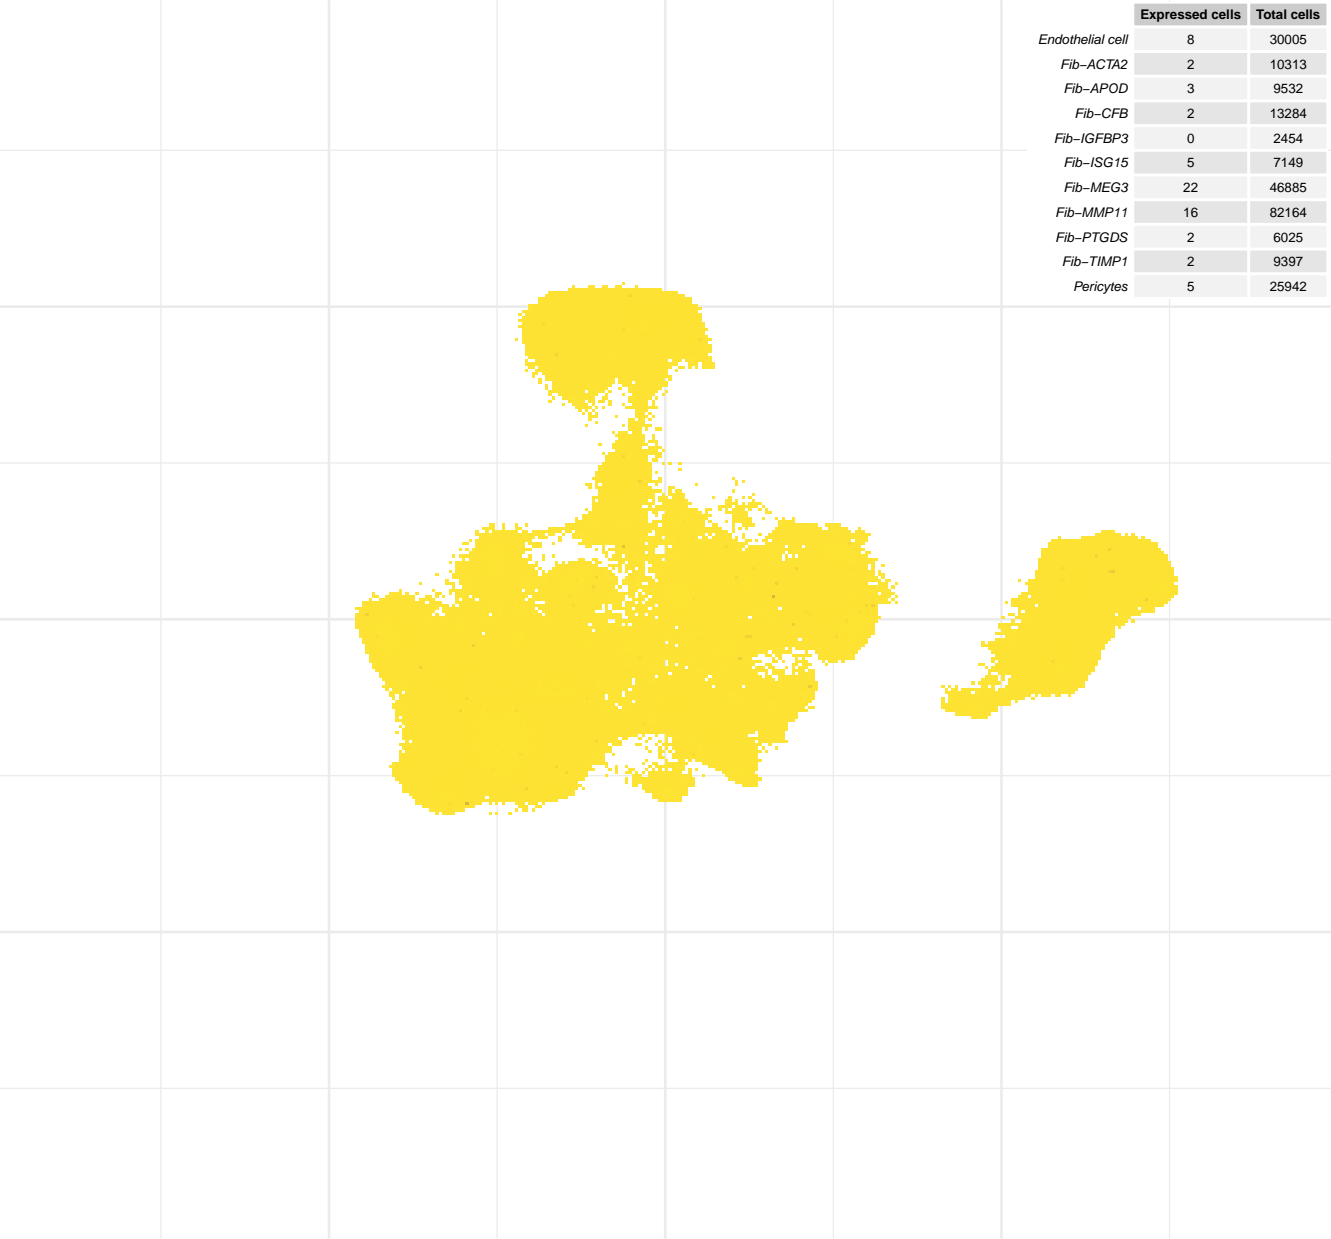 Expressed cells Total cells
Endothelial cell 8 30005
Fib−ACTA2 2 10313
Fib−APOD 3 9532
Fib−CFB 2 13284
Fib−IGFBP3 0 2454
Fib−ISG15 5 7149
Fib−MEG3 22 46885
Fib−MMP11 16 82164
Fib−PTGDS 2 6025
Fib−TIMP1 2 9397
Pericytes 5 25942